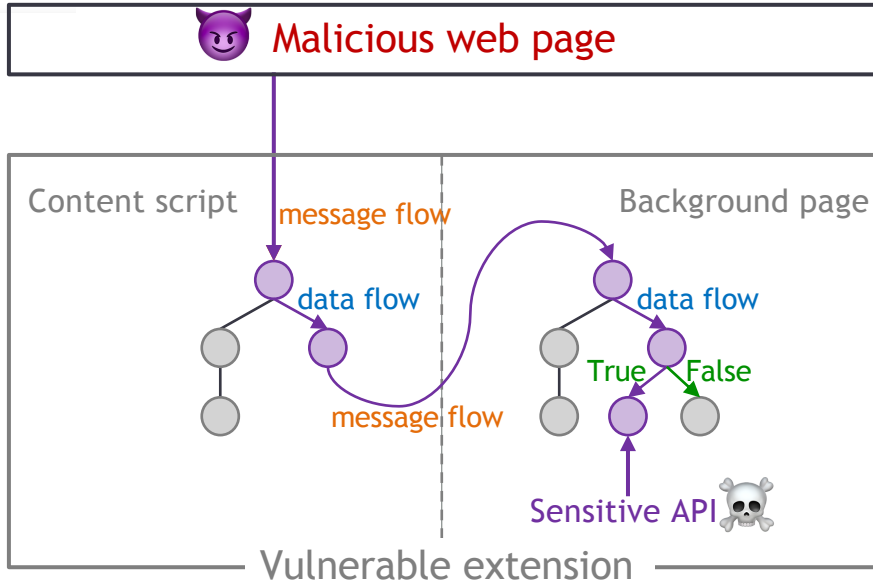 Malicious web page
Content script
message flow
Background page
data flow
data flow
True
False
message flow
Sensitive API
Vulnerable extension